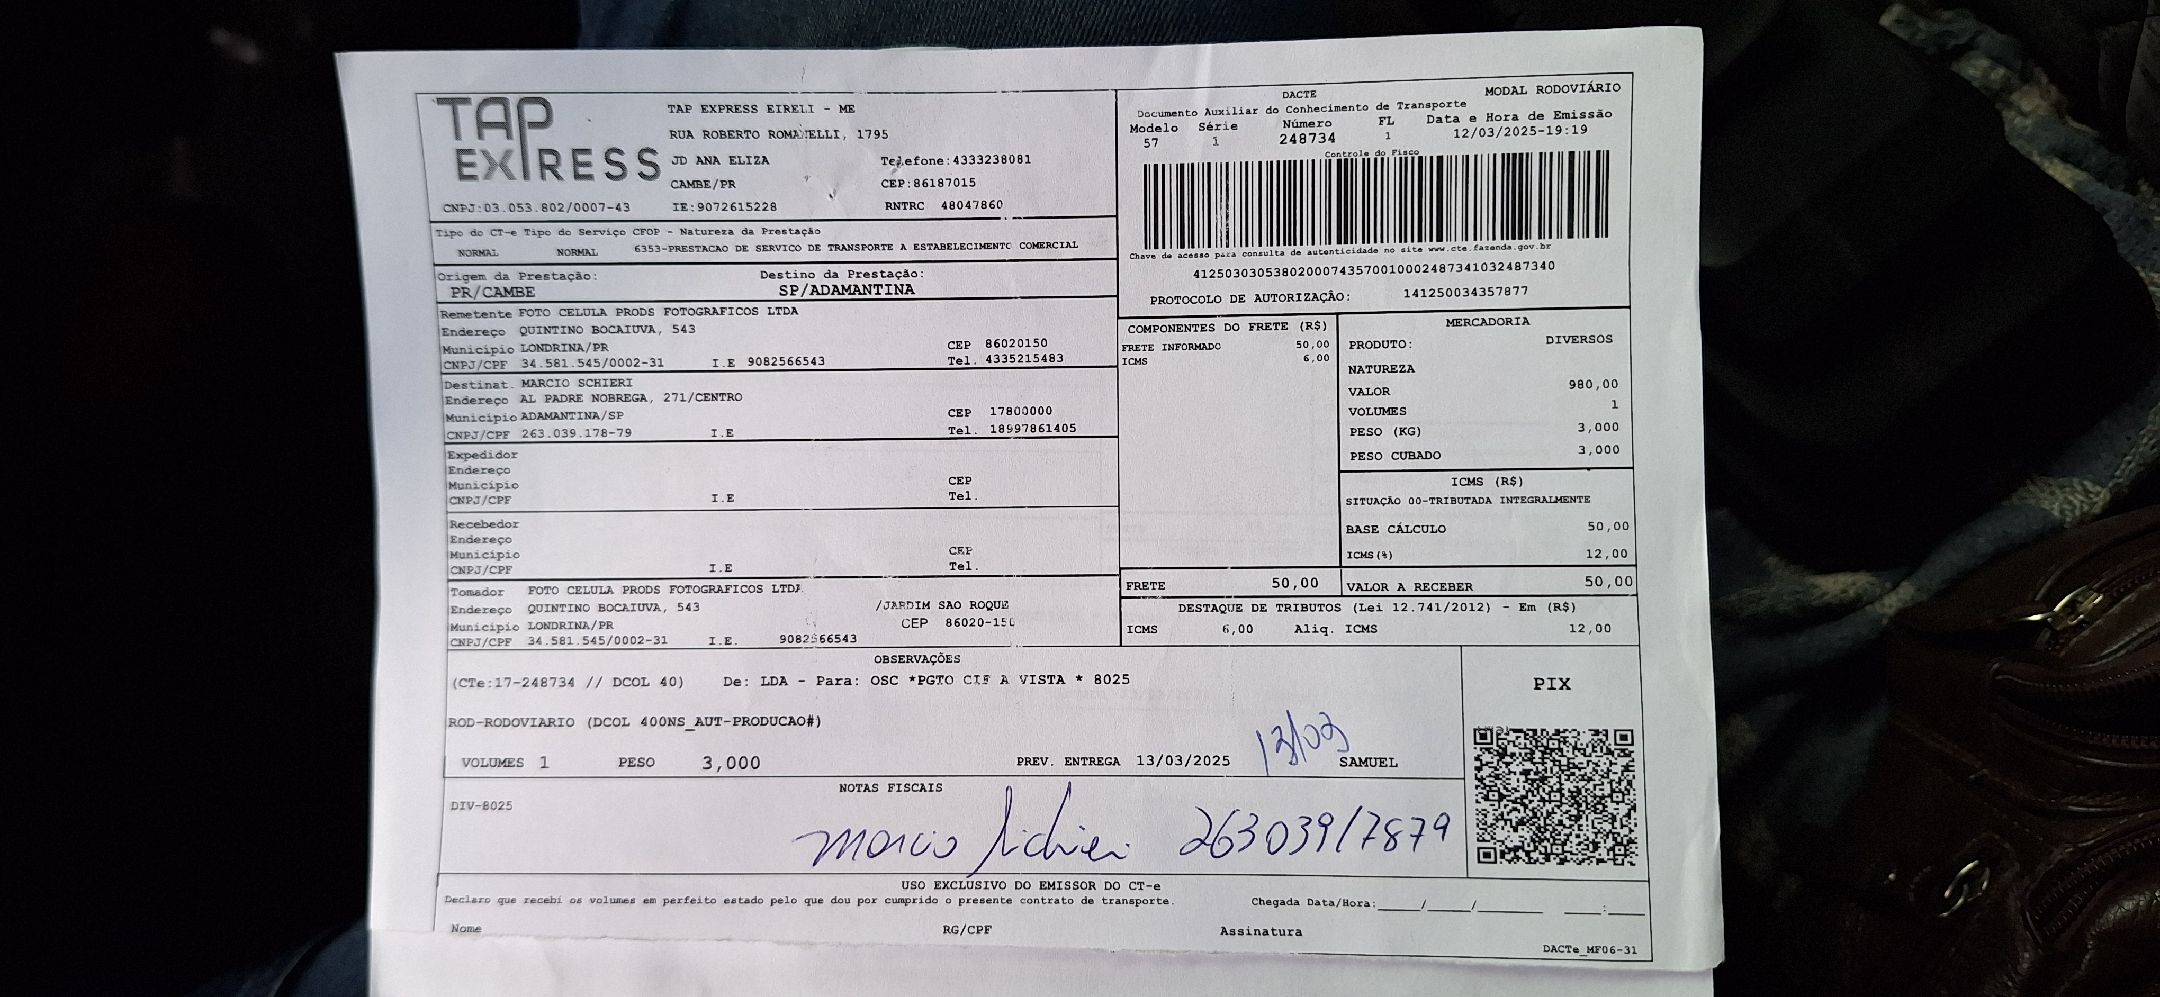 TAP EXPRESS
TAP EXPRESS EIRELI - ME
RUA ROBERTO ROMANELLI, 1795
JD ANA ELIZA Telefone:4333238081
CAMBE/PR CEP:86187015
CNPJ:03.053.802/0007-43 IE:9072615228 RNTRC 48047860
DACTE MODAL RODOVIÁRIO
Documento Auxiliar do Conhecimento de Transporte
Modelo Série Número FL Data e Hora de Emissão
57 1 248734 1 12/03/2025-19:19
Controle do Fisco
Chave de acesso para consulta de autenticidade no site www.cte.fazenda.gov.br
41250303053802000743570010002487341032487340
PROTOCOLO DE AUTORIZAÇÃO: 141250034357877
Tipo do CT-e Tipo do Serviço CFOP - Natureza da Prestação
NORMAL NORMAL 6353-PRESTACAO DE SERVICO DE TRANSPORTE A ESTABELECIMENTO COMERCIAL
Origem da Prestação: Destino da Prestação:
PR/CAMBE SP/ADAMANTINA
Remetente FOTO CELULA PRODS FOTOGRAFICOS LTDA
Endereço QUINTINO BOCAIUVA, 543
Município LONDRINA/PR CEP 86020150
CNPJ/CPF 34.581.545/0002-31 I.E 9082566543 Tel. 4335215483
Destinat. MARCIO SCHIERI
Endereço AL PADRE NOBREGA, 271/CENTRO
Município ADAMANTINA/SP CEP 17800000
CNPJ/CPF 263.039.178-79 I.E Tel. 18997861405
Expedidor
Endereço
Município CEP
CNPJ/CPF I.E Tel.
Recebedor
Endereço
Município CEP
CNPJ/CPF I.E Tel.
Tomador FOTO CELULA PRODS FOTOGRAFICOS LTDA
Endereço QUINTINO BOCAIUVA, 543 /JARDIM SAO ROQUE
Município LONDRINA/PR CEP 86020-150
CNPJ/CPF 34.581.545/0002-31 I.E. 9082566543
COMPONENTES DO FRETE (R$)
FRETE INFORMADO 50,00
ICMS 6,00
MERCADORIA
PRODUTO: DIVERSOS
NATUREZA
VALOR 980,00
VOLUMES 1
PESO (KG) 3,000
PESO CUBADO 3,000
ICMS (R$)
SITUAÇÃO 00-TRIBUTADA INTEGRALMENTE
BASE CÁLCULO 50,00
ICMS(%) 12,00
FRETE 50,00 VALOR A RECEBER 50,00
DESTAQUE DE TRIBUTOS (Lei 12.741/2012) - Em (R$)
ICMS 6,00 Aliq. ICMS 12,00
OBSERVAÇÕES
(CTe:17-248734 // DCOL 40) De: LDA - Para: OSC *PGTO CIF A VISTA * 8025
ROD-RODOVIARIO (DCOL 400NS_AUT-PRODUCAO#)
VOLUMES 1 PESO 3,000 PREV. ENTREGA 13/03/2025 13/03 SAMUEL
PIX
NOTAS FISCAIS
DIV-8025
Marcio Schieri 26303917879
USO EXCLUSIVO DO EMISSOR DO CT-e
Declaro que recebi os volumes em perfeito estado pelo que dou por cumprido o presente contrato de transporte. Chegada Data/Hora:____/____/______ ___:___
Nome RG/CPF Assinatura
DACTe_MF06-31